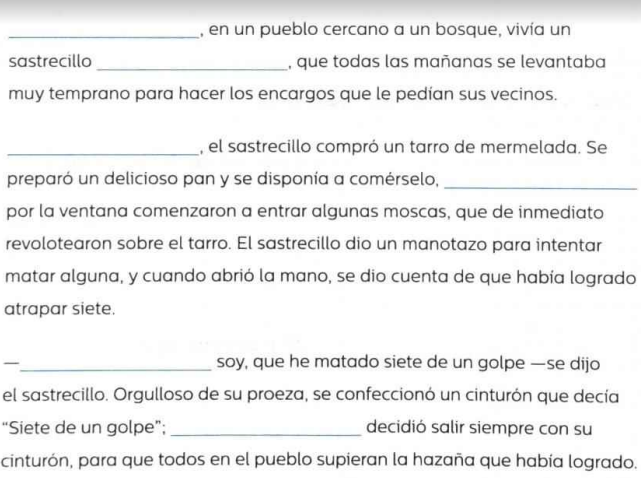 ____________________, en un pueblo cercano a un bosque, vivía un
sastrecillo ____________________, que todas las mañanas se levantaba
muy temprano para hacer los encargos que le pedían sus vecinos.
____________________, el sastrecillo compró un tarro de mermelada. Se
preparó un delicioso pan y se disponía a comérselo, ____________________
por la ventana comenzaron a entrar algunas moscas, que de inmediato
revolotearon sobre el tarro. El sastrecillo dio un manotazo para intentar
matar alguna, y cuando abrió la mano, se dio cuenta de que había logrado
atrapar siete.
—____________________ soy, que he matado siete de un golpe —se dijo
el sastrecillo. Orgulloso de su proeza, se confeccionó un cinturón que decía
“Siete de un golpe”; ____________________ decidió salir siempre con su
cinturón, para que todos en el pueblo supieran la hazaña que había logrado.